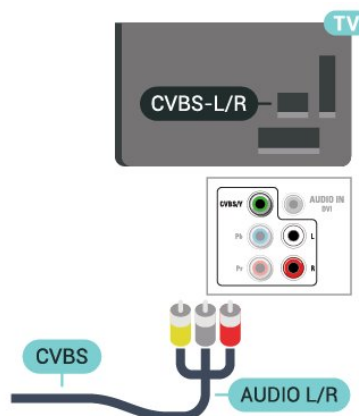 TV
CVBS-L/R
CVBS/Y
AUDIO IN
DVI
Pb
L
Pr
R
CVBS
AUDIO L/R